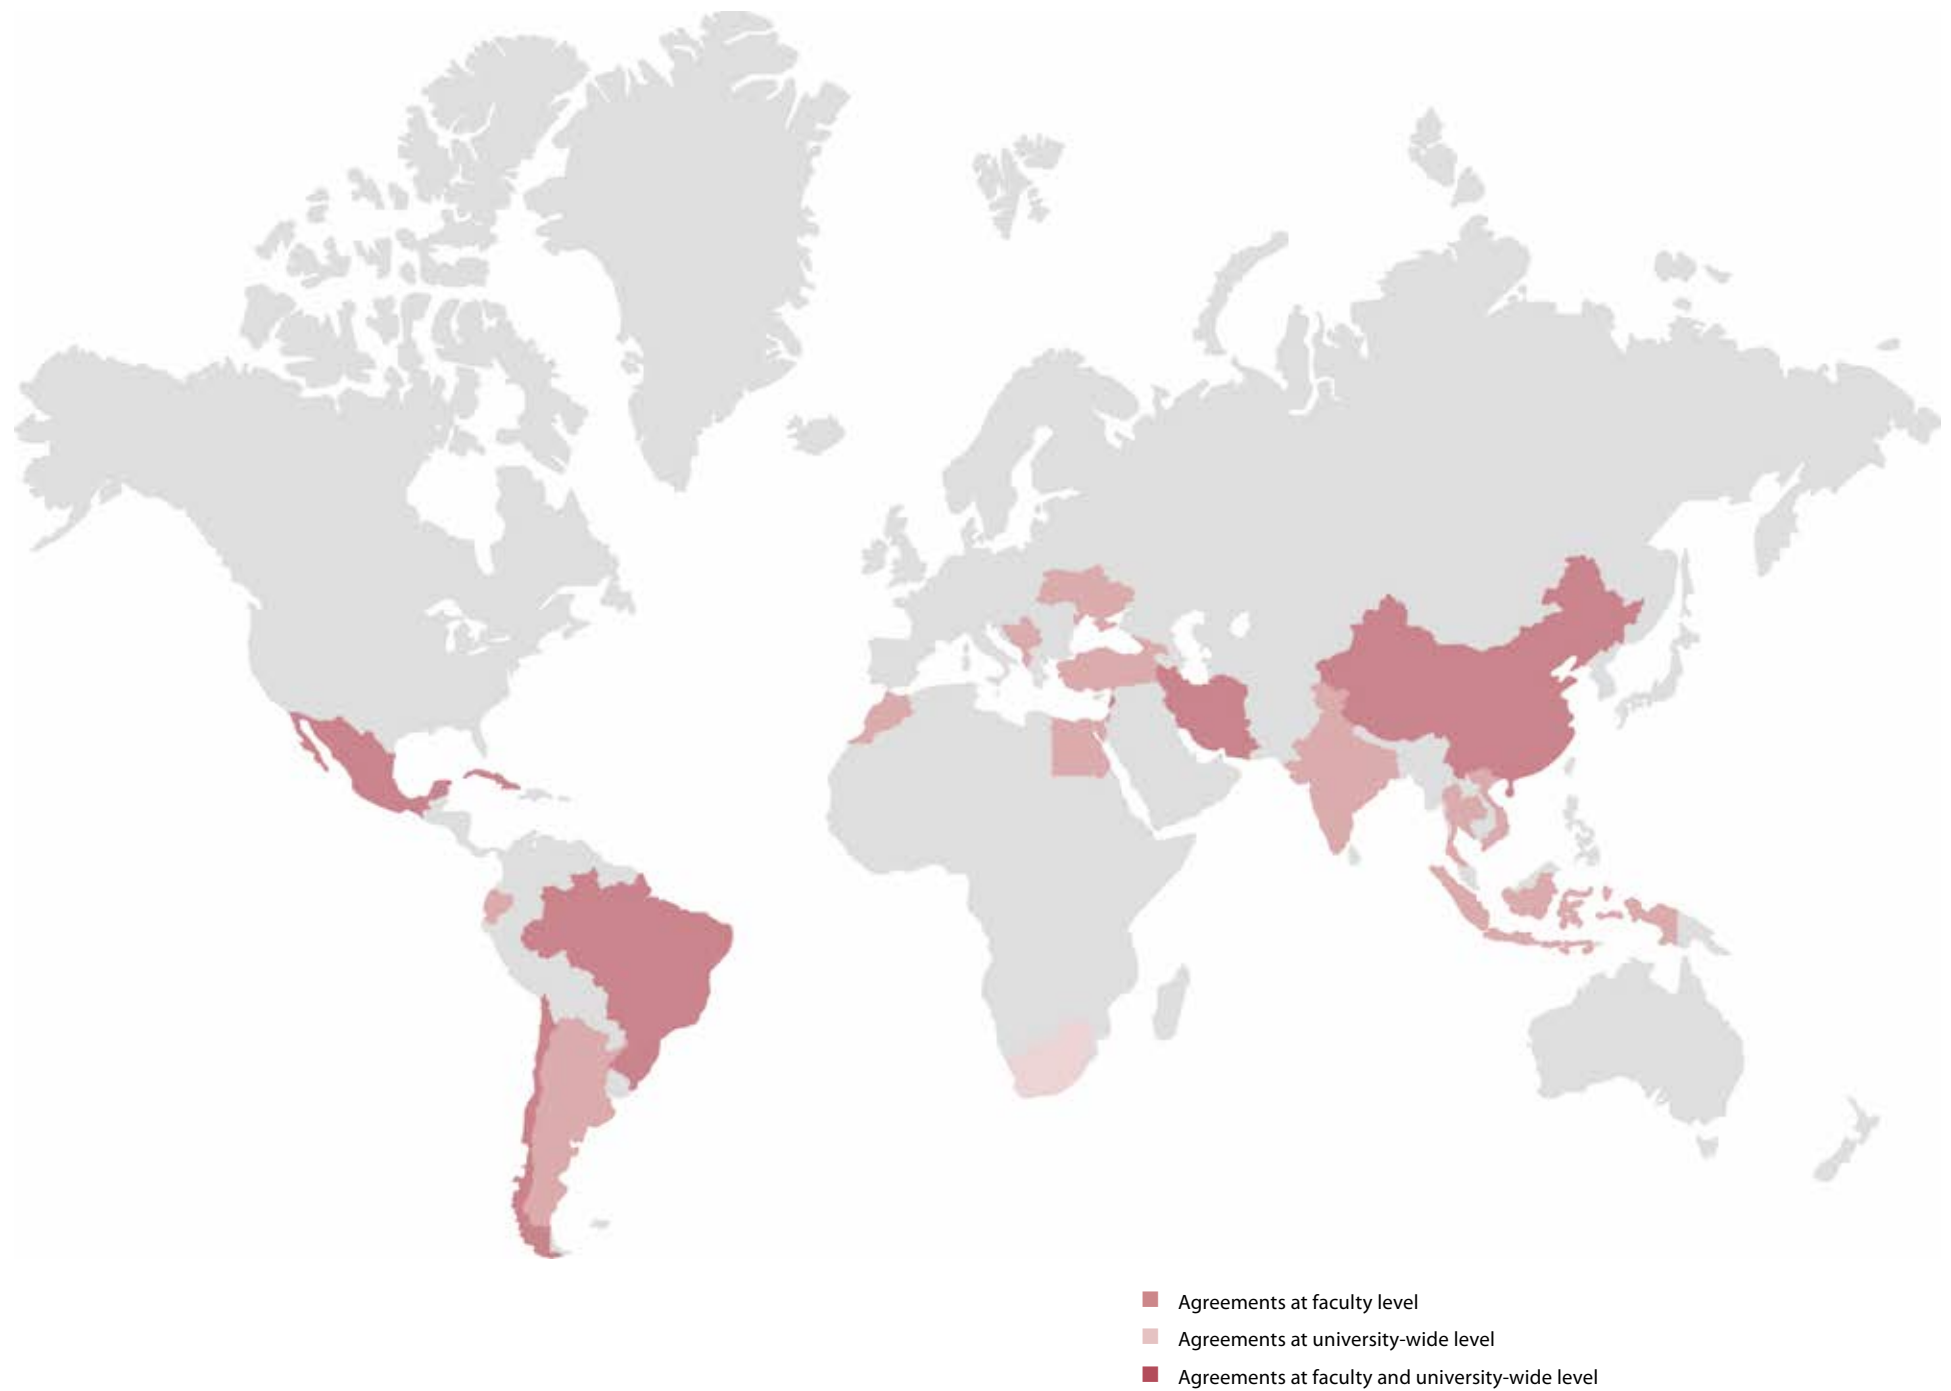 Agreements at faculty level
Agreements at university-wide level
Agreements at faculty and university-wide level